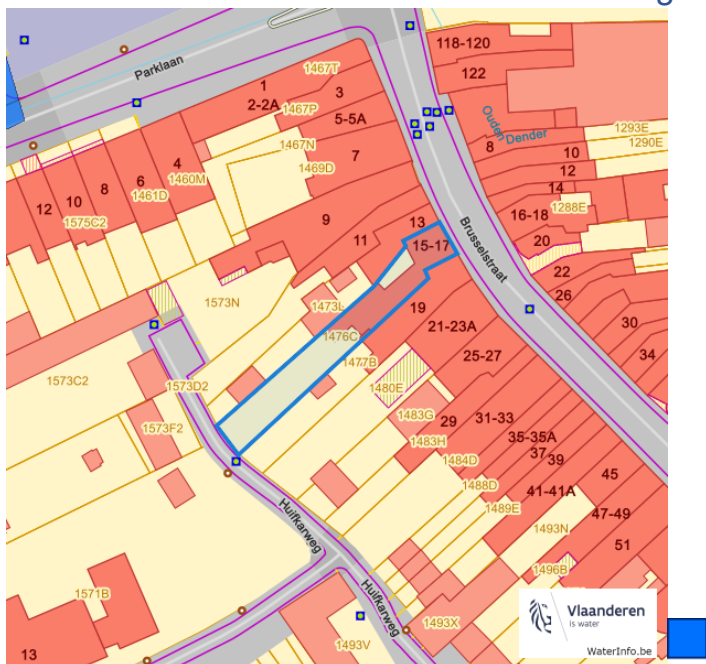 118-120
1467T
Parklaan
1
3
122
2-2A
1467P
5-5A
Ouden
Dender
1293E
1467N
8
1290E
4
7
10
1469D
12
6
1460M
8
14
1461D
10
1288E
12
1575C2
9
13
16-18
11
15-17
20
Brusselstraat
22
26
1573N
19
30
21-23A
1476C
34
25-27
1477B
1573C2
1573D2
1480E
1483G
29
31-33
1573F2
1483H
35-35A
37
1484D
39
45
1488D
41-41A
1489E
47-49
1493N
Huifkarweg
51
1496B
1571B
Huifkarweg
1493X
1493V
13
Vlaanderen
is water
WaterInfo.be